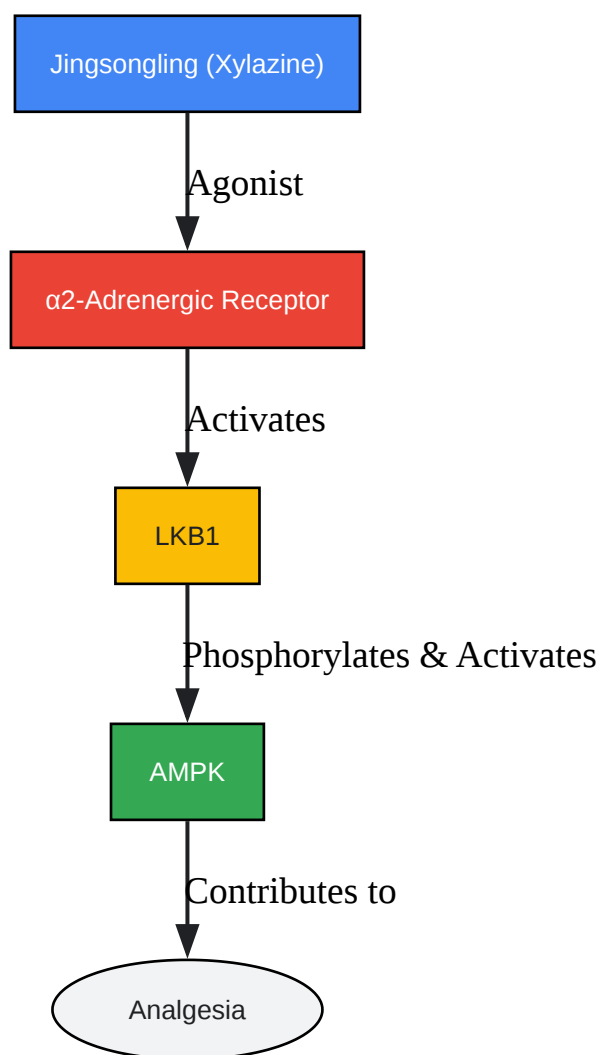 Jingsongling (Xylazine)
Agonist
α2-Adrenergic Receptor
Activates
LKB1
Phosphorylates & Activates
AMPK
Contributes to
Analgesia